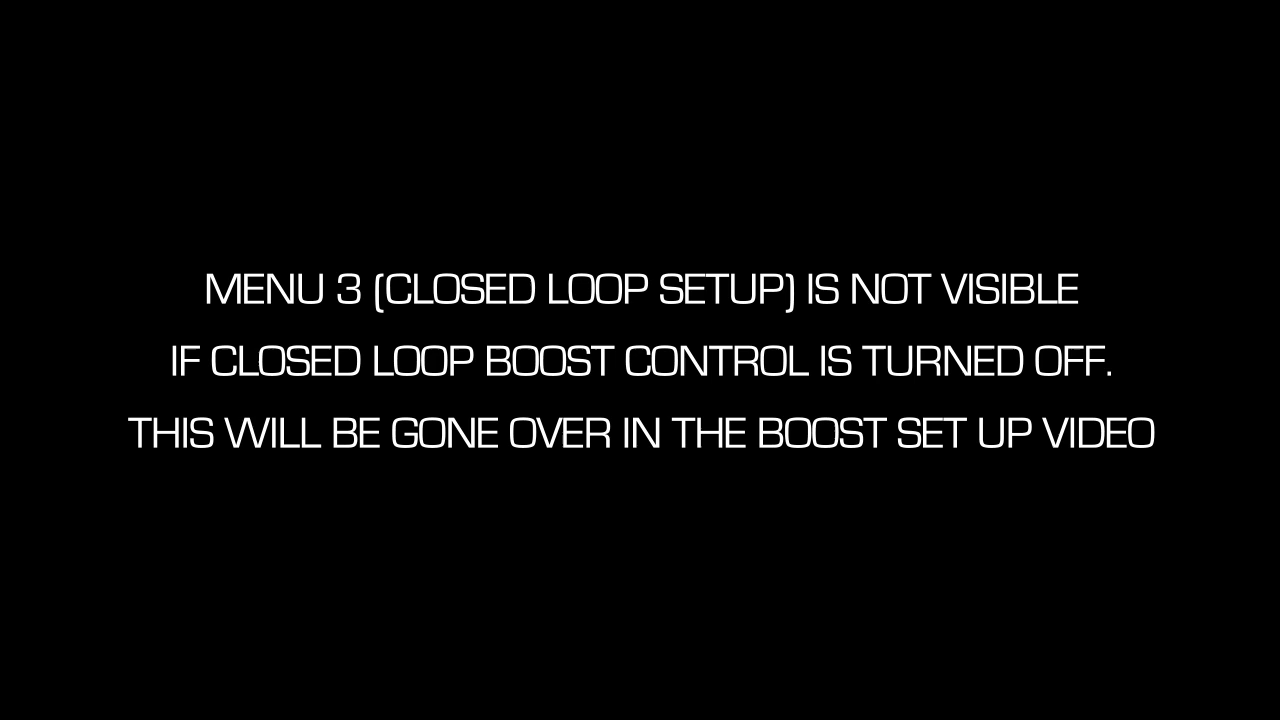 MENU 3 (CLOSED LOOP SETUP) IS NOT VISIBLE
IF CLOSED LOOP BOOST CONTROL IS TURNED OFF.
THIS WILL BE GONE OVER IN THE BOOST SET UP VIDEO